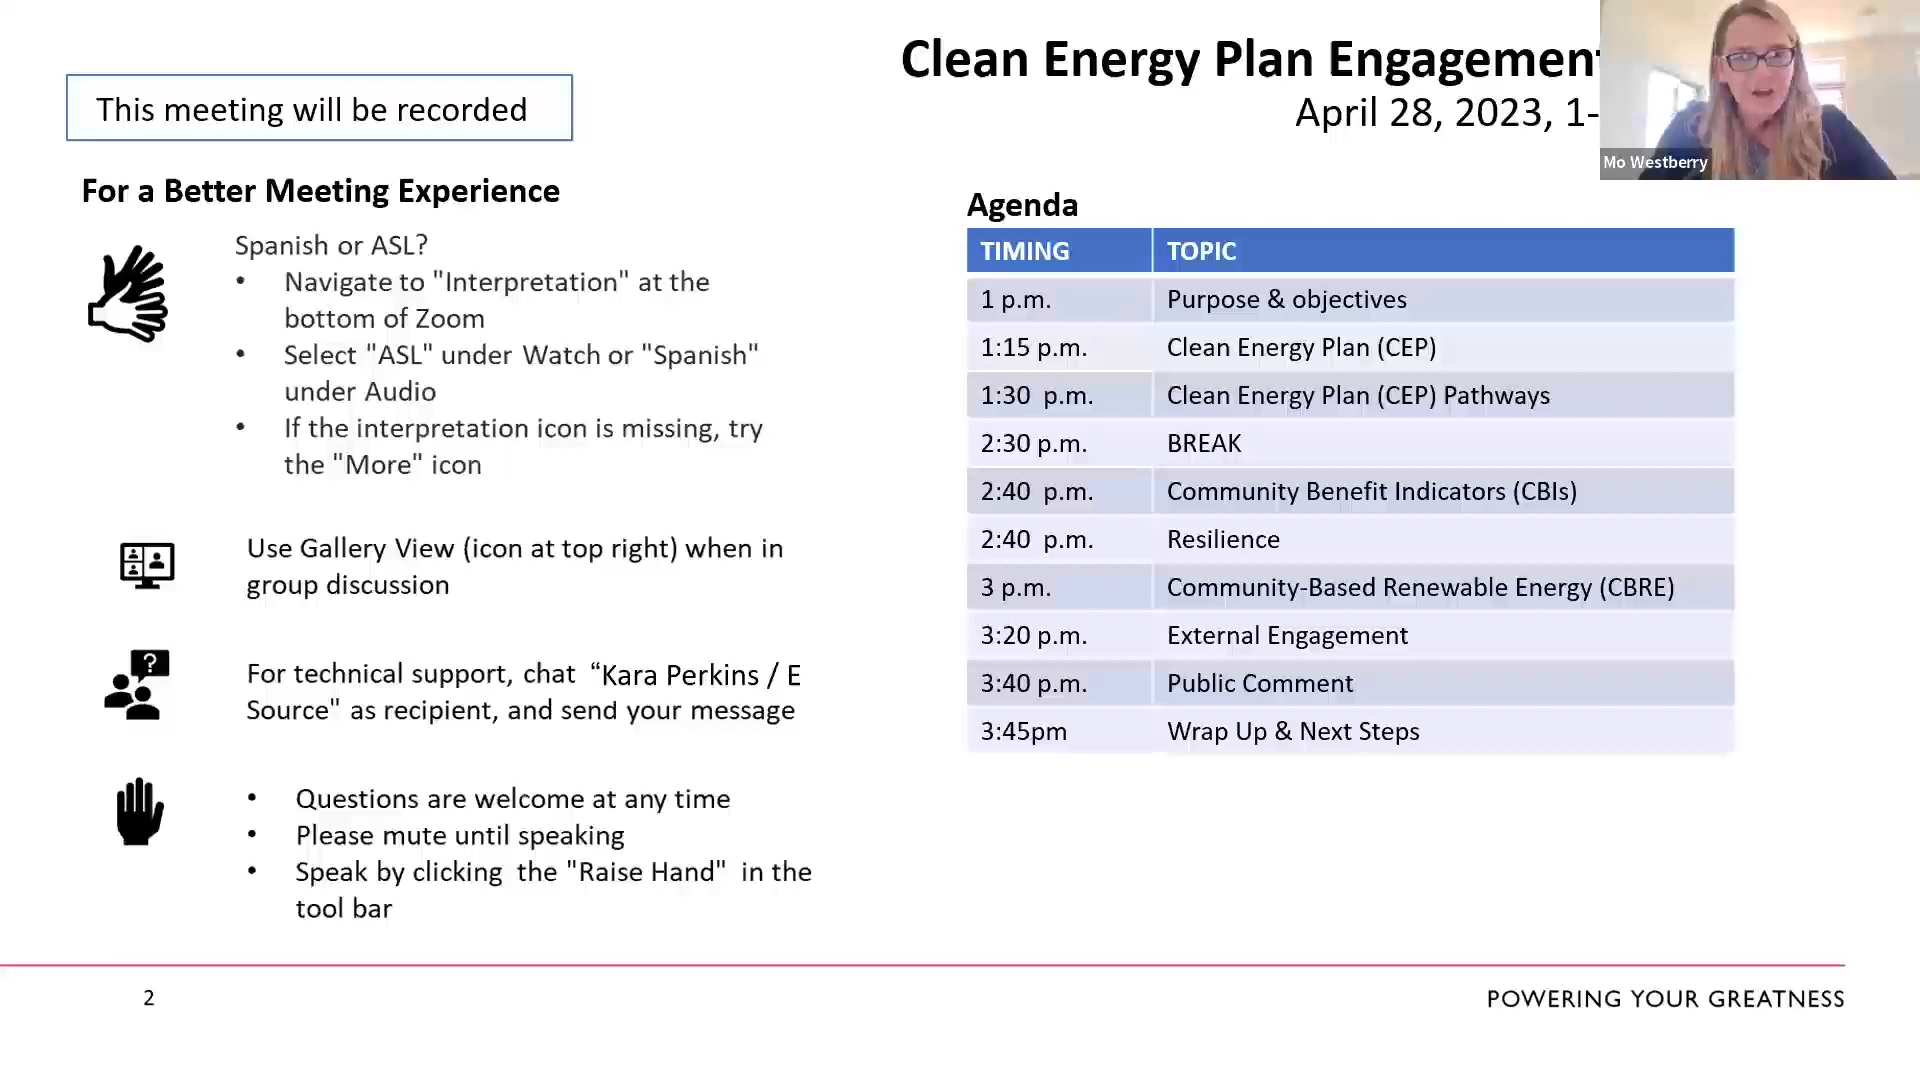 Clean Energy Plan Engagement
April 28, 2023, 1-
Mo Westberry
This meeting will be recorded
For a Better Meeting Experience
Spanish or ASL?
• Navigate to "Interpretation" at the
bottom of Zoom
• Select "ASL" under Watch or "Spanish"
under Audio
• If the interpretation icon is missing, try
the "More" icon
Use Gallery View (icon at top right) when in
group discussion
?
For technical support, chat “Kara Perkins / E
Source" as recipient, and send your message
• Questions are welcome at any time
• Please mute until speaking
• Speak by clicking the "Raise Hand" in the
tool bar
Agenda
TIMING TOPIC
1 p.m. Purpose & objectives
1:15 p.m. Clean Energy Plan (CEP)
1:30 p.m. Clean Energy Plan (CEP) Pathways
2:30 p.m. BREAK
2:40 p.m. Community Benefit Indicators (CBIs)
2:40 p.m. Resilience
3 p.m. Community-Based Renewable Energy (CBRE)
3:20 p.m. External Engagement
3:40 p.m. Public Comment
3:45pm Wrap Up & Next Steps
2
POWERING YOUR GREATNESS